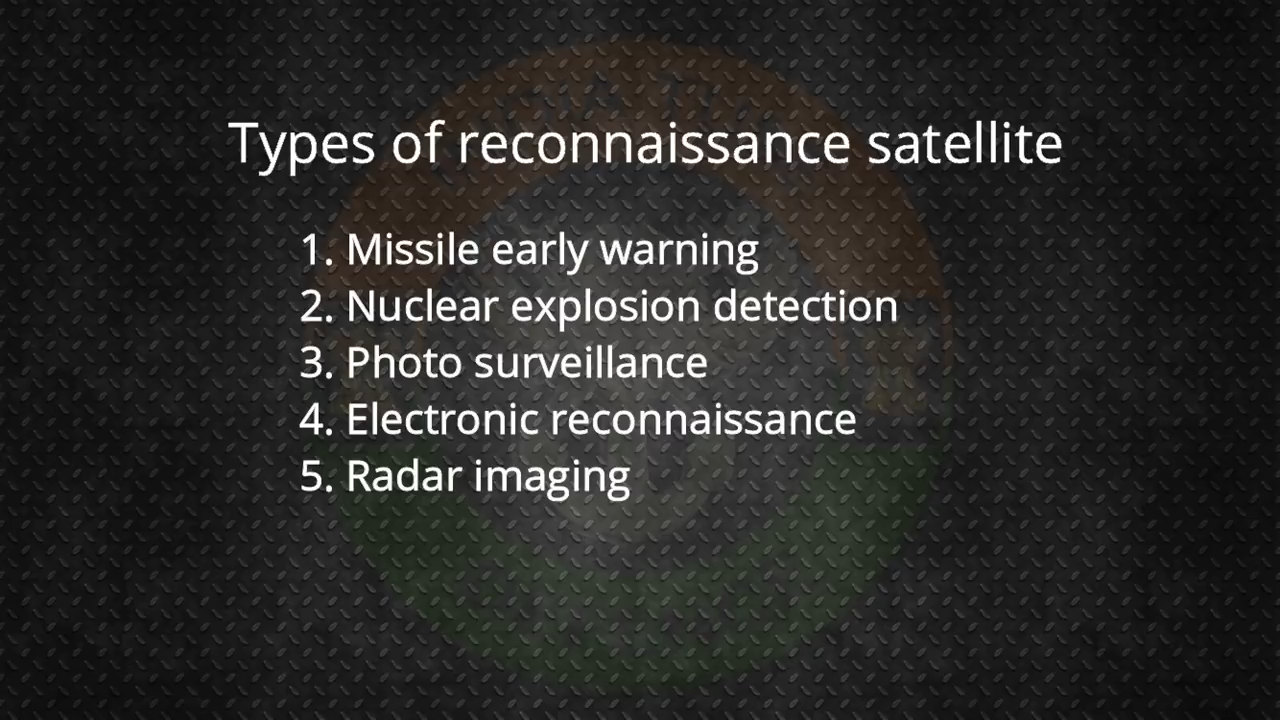 Types of reconnaissance satellite
1. Missile early warning
2. Nuclear explosion detection
3. Photo surveillance
4. Electronic reconnaissance
5. Radar imaging